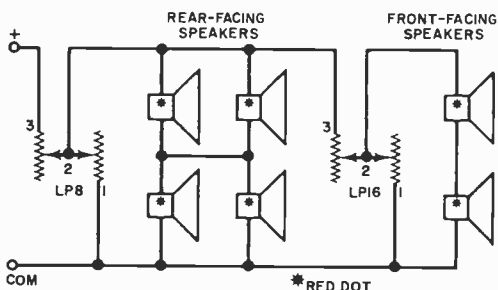 REAR-FACING
SPEAKERS
FRONT-FACING
SPEAKERS
+
3
2
LP8
1
3
2
LP16
1
COM
*RED DOT